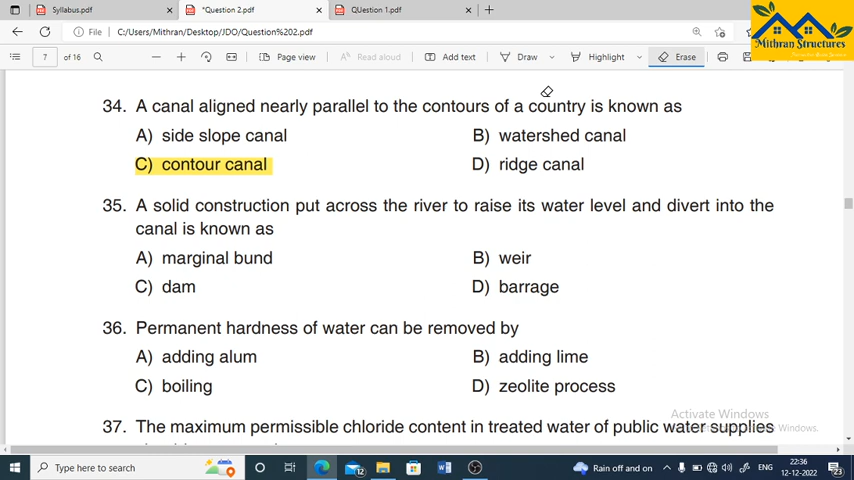 Syllabus.pdf
*Question 2.pdf
QUestion 1.pdf
File
C:/Users/Mithran/Desktop/JDO/Question%202.pdf
Mithran Structures
7 of 16
Page view
Read aloud
Add text
Draw
Highlight
Erase
34. A canal aligned nearly parallel to the contours of a country is known as
A) side slope canal
B) watershed canal
C) contour canal
D) ridge canal
35. A solid construction put across the river to raise its water level and divert into the
canal is known as
A) marginal bund
B) weir
C) dam
D) barrage
36. Permanent hardness of water can be removed by
A) adding alum
B) adding lime
C) boiling
D) zeolite process
Activate Windows
37. The maximum permissible chloride content in treated water of public water supplies
Windows.
Type here to search
12
Rain off and on
ENG
22:36
12-12-2022
23